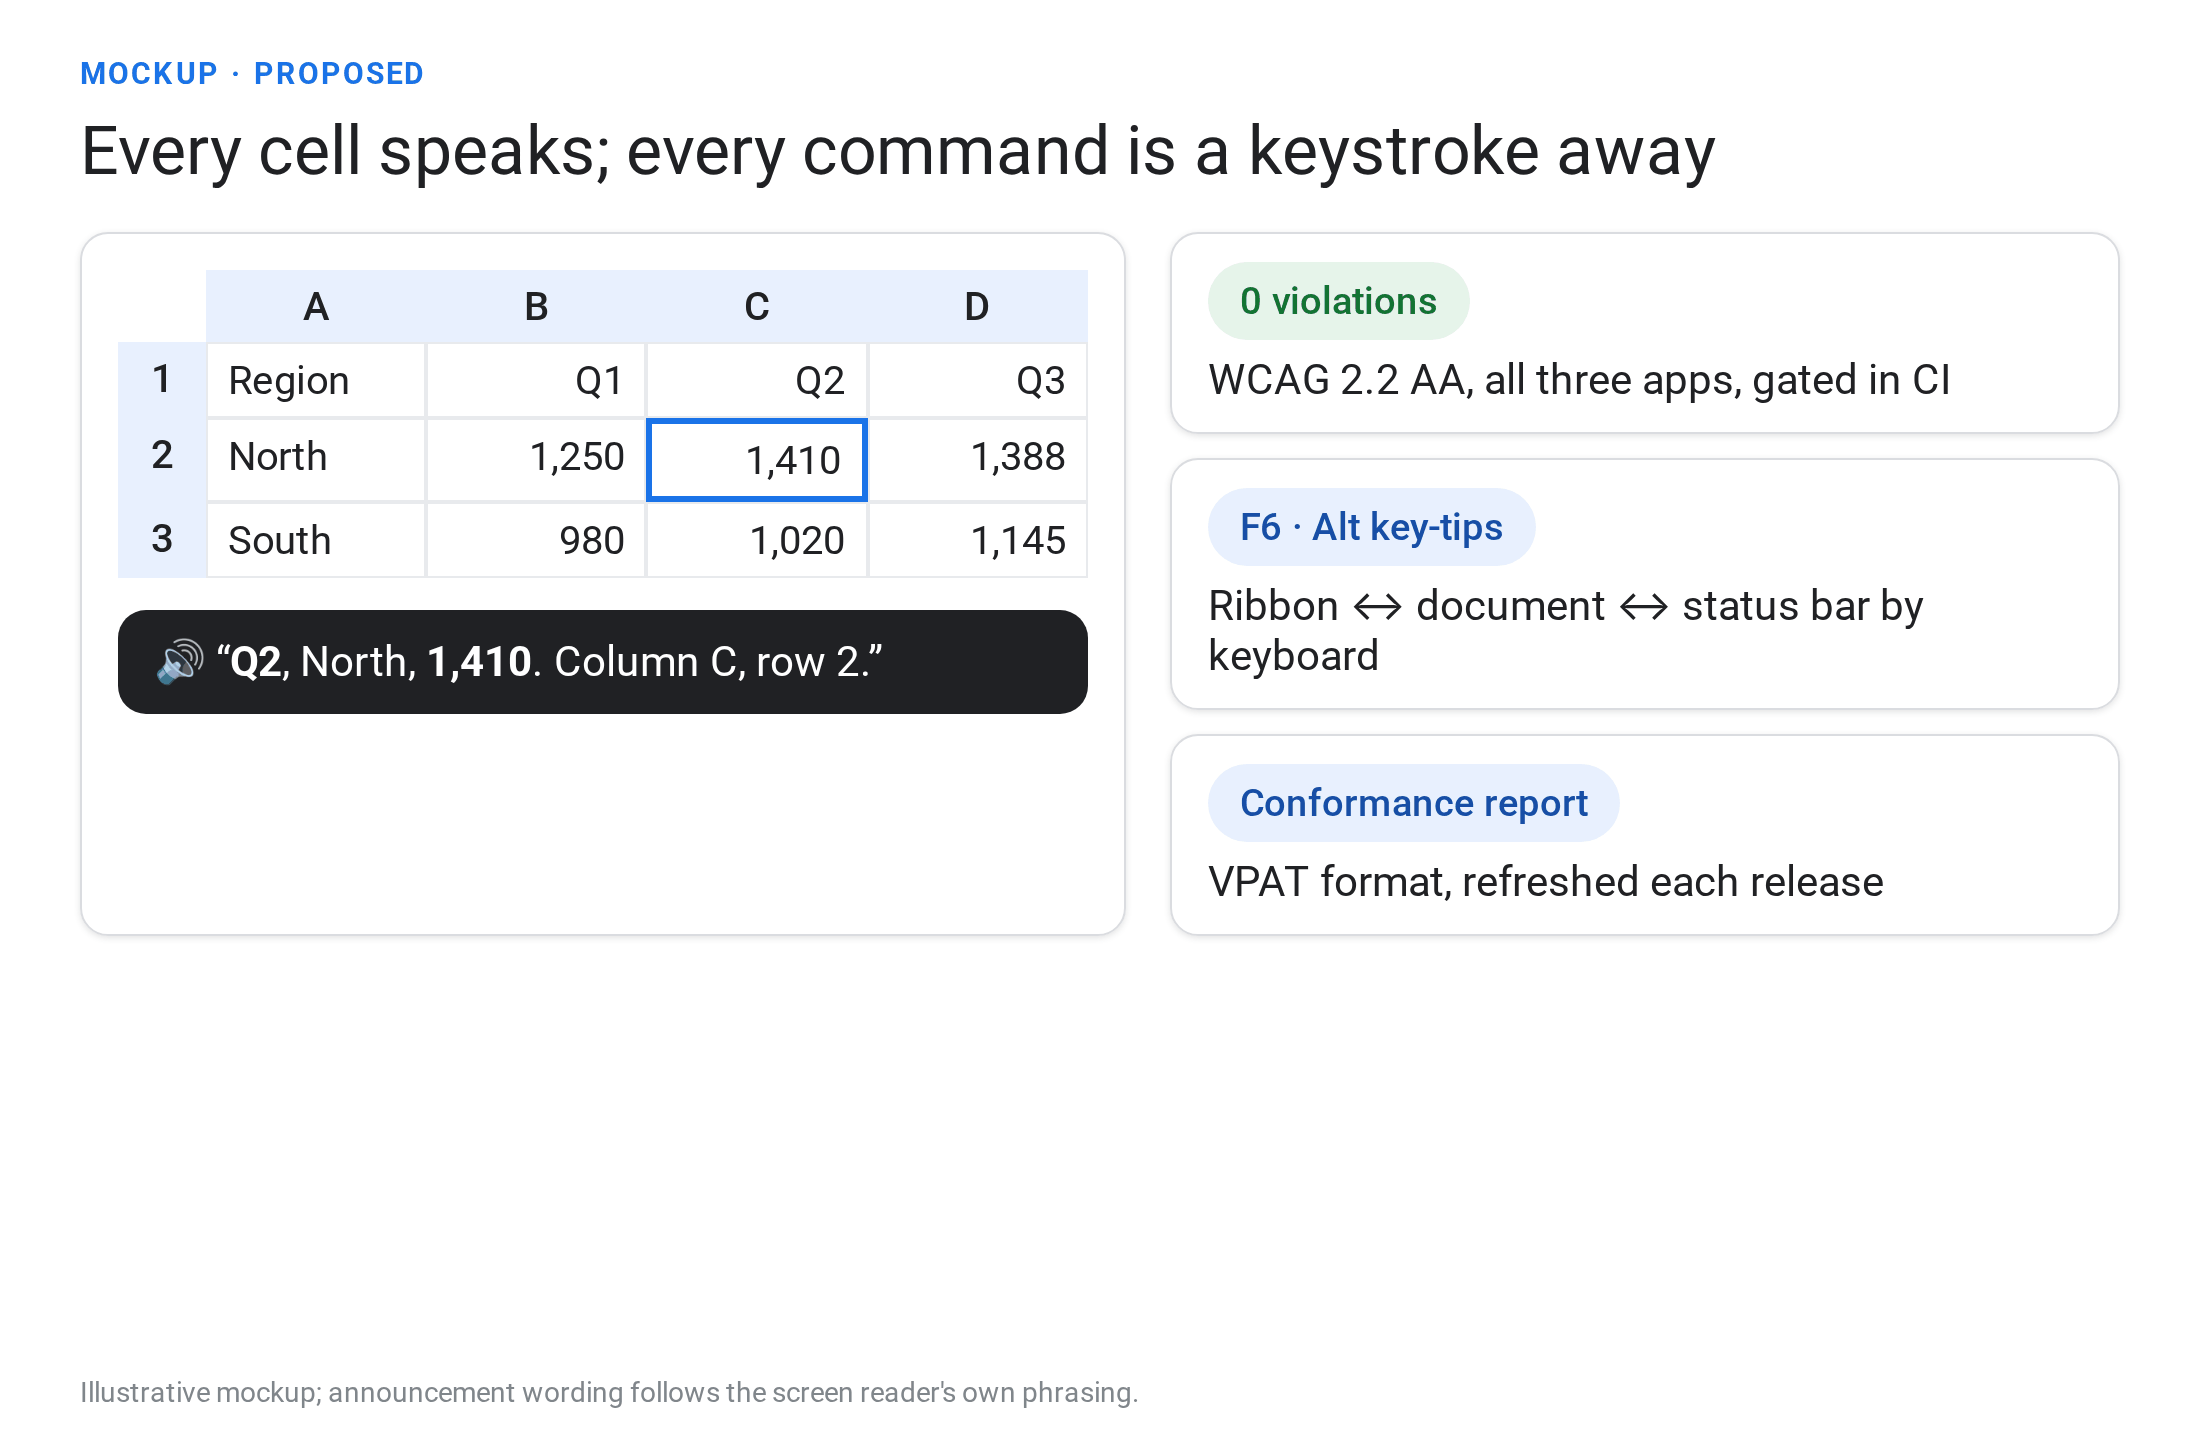 MOCKUP · PROPOSED
Every cell speaks; every command is a keystroke away
A B C D
1 Region Q1 Q2 Q3
2 North 1,250 1,410 1,388
3 South 980 1,020 1,145
🔊 “Q2, North, 1,410. Column C, row 2.”
0 violations
WCAG 2.2 AA, all three apps, gated in CI
F6 · Alt key-tips
Ribbon ↔ document ↔ status bar by
keyboard
Conformance report
VPAT format, refreshed each release
Illustrative mockup; announcement wording follows the screen reader's own phrasing.